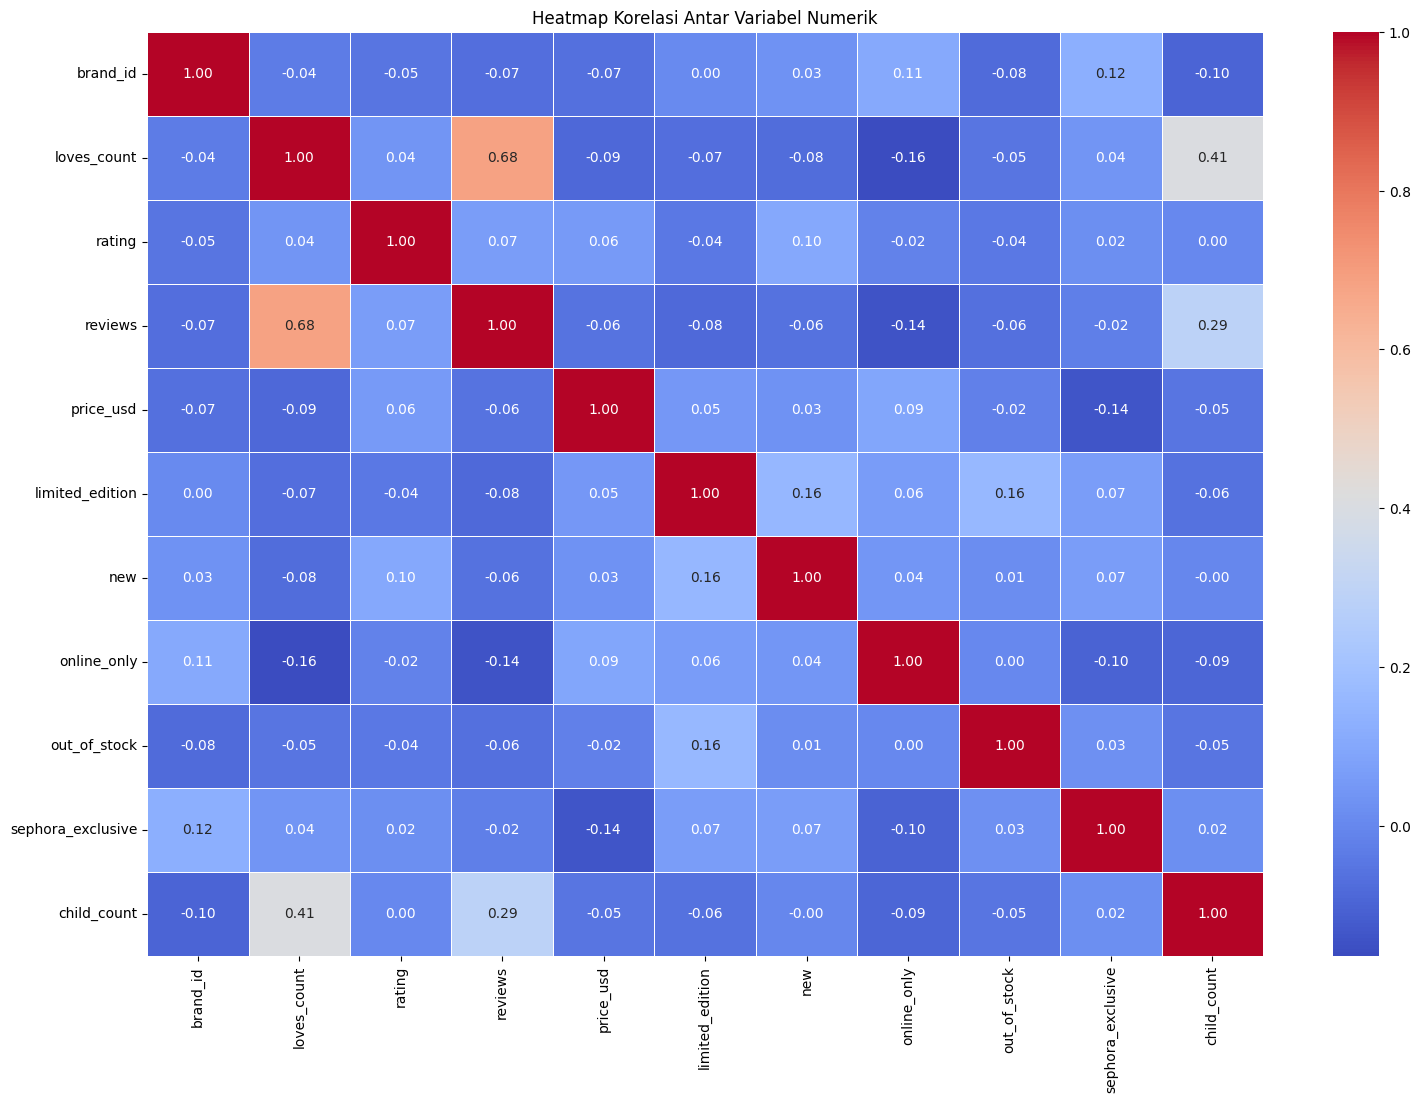 Heatmap Korelasi Antar Variabel Numerik
brand_id 1.00 -0.04 -0.05 -0.07 -0.07 0.00 0.03 0.11 -0.08 0.12 -0.10
loves_count -0.04 1.00 0.04 0.68 -0.09 -0.07 -0.08 -0.16 -0.05 0.04 0.41
rating -0.05 0.04 1.00 0.07 0.06 -0.04 0.10 -0.02 -0.04 0.02 0.00
reviews -0.07 0.68 0.07 1.00 -0.06 -0.08 -0.06 -0.14 -0.06 -0.02 0.29
price_usd -0.07 -0.09 0.06 -0.06 1.00 0.05 0.03 0.09 -0.02 -0.14 -0.05
limited_edition 0.00 -0.07 -0.04 -0.08 0.05 1.00 0.16 0.06 0.16 0.07 -0.06
new 0.03 -0.08 0.10 -0.06 0.03 0.16 1.00 0.04 0.01 0.07 -0.00
online_only 0.11 -0.16 -0.02 -0.14 0.09 0.06 0.04 1.00 0.00 -0.10 -0.09
out_of_stock -0.08 -0.05 -0.04 -0.06 -0.02 0.16 0.01 0.00 1.00 0.03 -0.05
sephora_exclusive 0.12 0.04 0.02 -0.02 -0.14 0.07 0.07 -0.10 0.03 1.00 0.02
child_count -0.10 0.41 0.00 0.29 -0.05 -0.06 -0.00 -0.09 -0.05 0.02 1.00
brand_id
loves_count
rating
reviews
price_usd
limited_edition
new
online_only
out_of_stock
sephora_exclusive
child_count
1.0
0.8
0.6
0.4
0.2
0.0